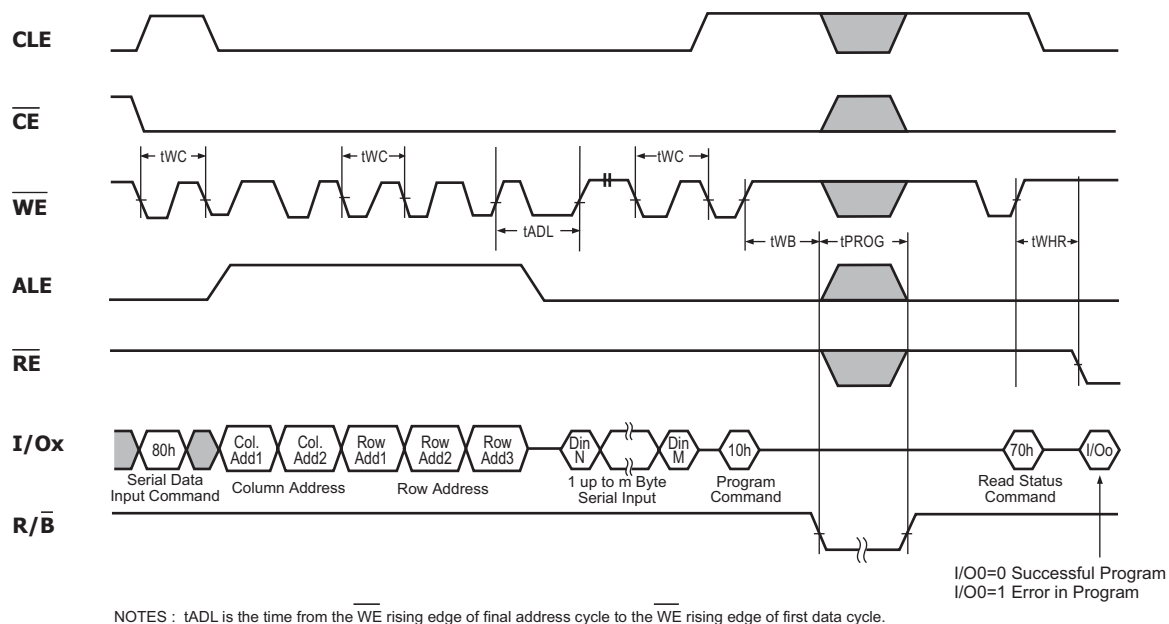 CLE
CE
tWC
tWC
tWC
WE
tADL
tWB
tPROG
tWHR
ALE
RE
I/Ox
80h
Col.
Add1
Col.
Add2
Row
Add1
Row
Add2
Row
Add3
Din
N
Din
M
10h
70h
I/Oo
Serial Data
Input Command
Column Address
Row Address
1 up to m Byte
Serial Input
Program
Command
Read Status
Command
R/B
I/O0=0 Successful Program
I/O0=1 Error in Program
NOTES : tADL is the time from the WE rising edge of final address cycle to the WE rising edge of first data cycle.